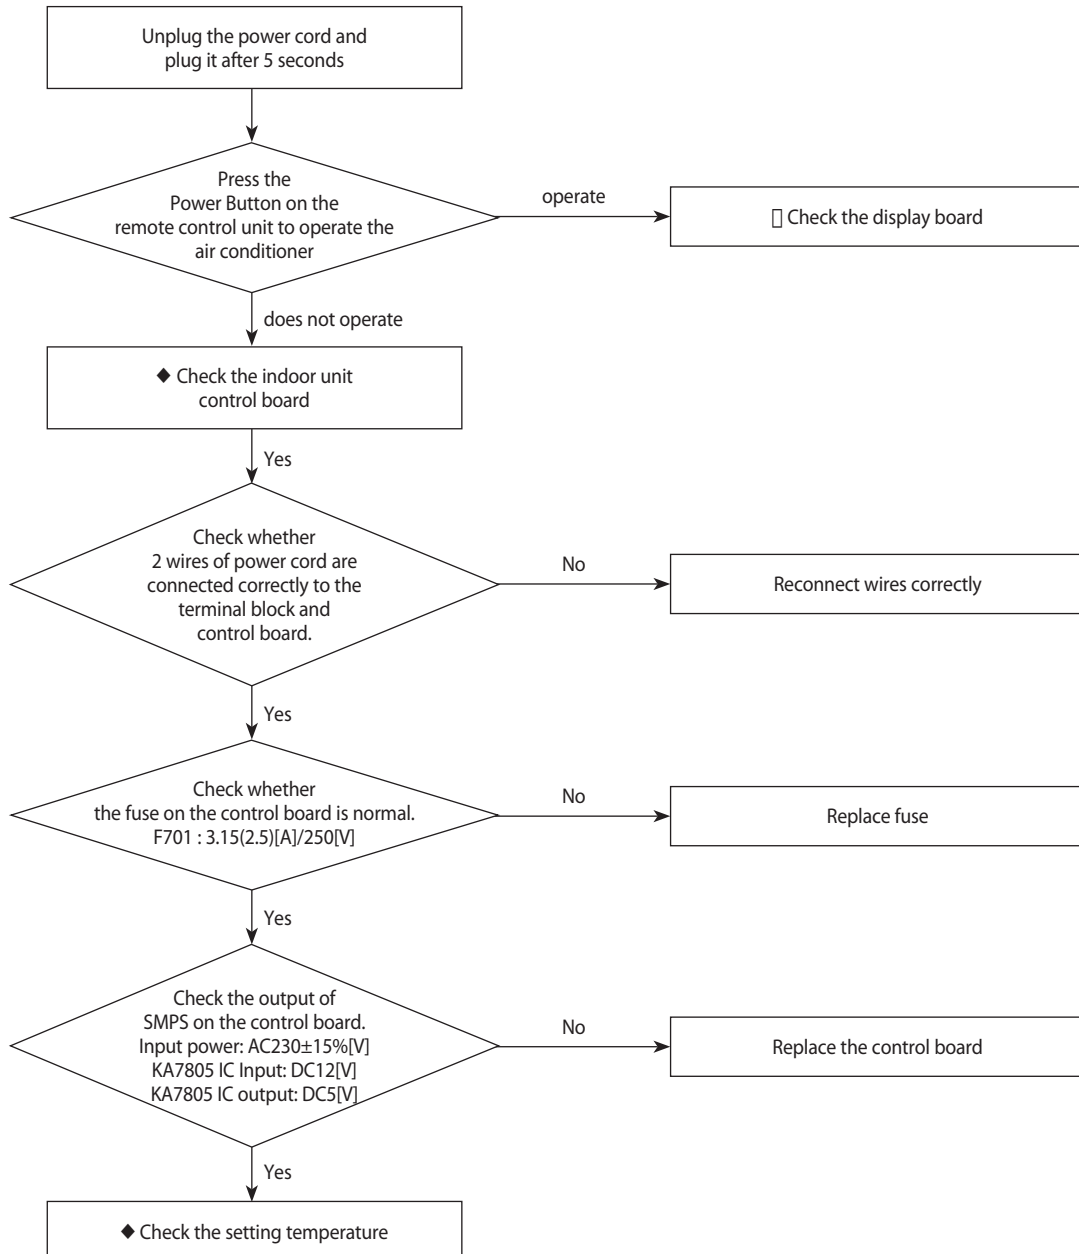 Unplug the power cord and
plug it after 5 seconds
Press the
Power Button on the
remote control unit to operate the
air conditioner
operate
▯ Check the display board
does not operate
◆ Check the indoor unit
control board
Yes
Check whether
2 wires of power cord are
connected correctly to the
terminal block and
control board.
No
Reconnect wires correctly
Yes
Check whether
the fuse on the control board is normal.
F701 : 3.15(2.5)[A]/250[V]
No
Replace fuse
Yes
Check the output of
SMPS on the control board.
Input power: AC230±15%[V]
KA7805 IC Input: DC12[V]
KA7805 IC output: DC5[V]
No
Replace the control board
Yes
◆ Check the setting temperature